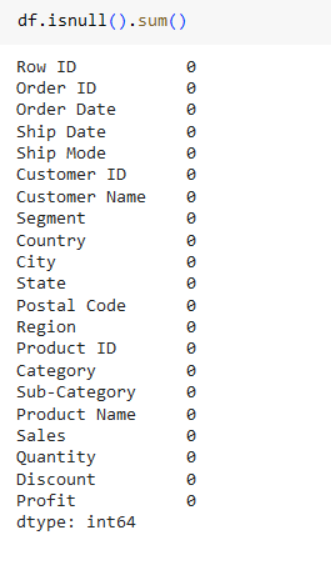 df.isnull().sum()
Row ID 0
Order ID 0
Order Date 0
Ship Date 0
Ship Mode 0
Customer ID 0
Customer Name 0
Segment 0
Country 0
City 0
State 0
Postal Code 0
Region 0
Product ID 0
Category 0
Sub-Category 0
Product Name 0
Sales 0
Quantity 0
Discount 0
Profit 0
dtype: int64